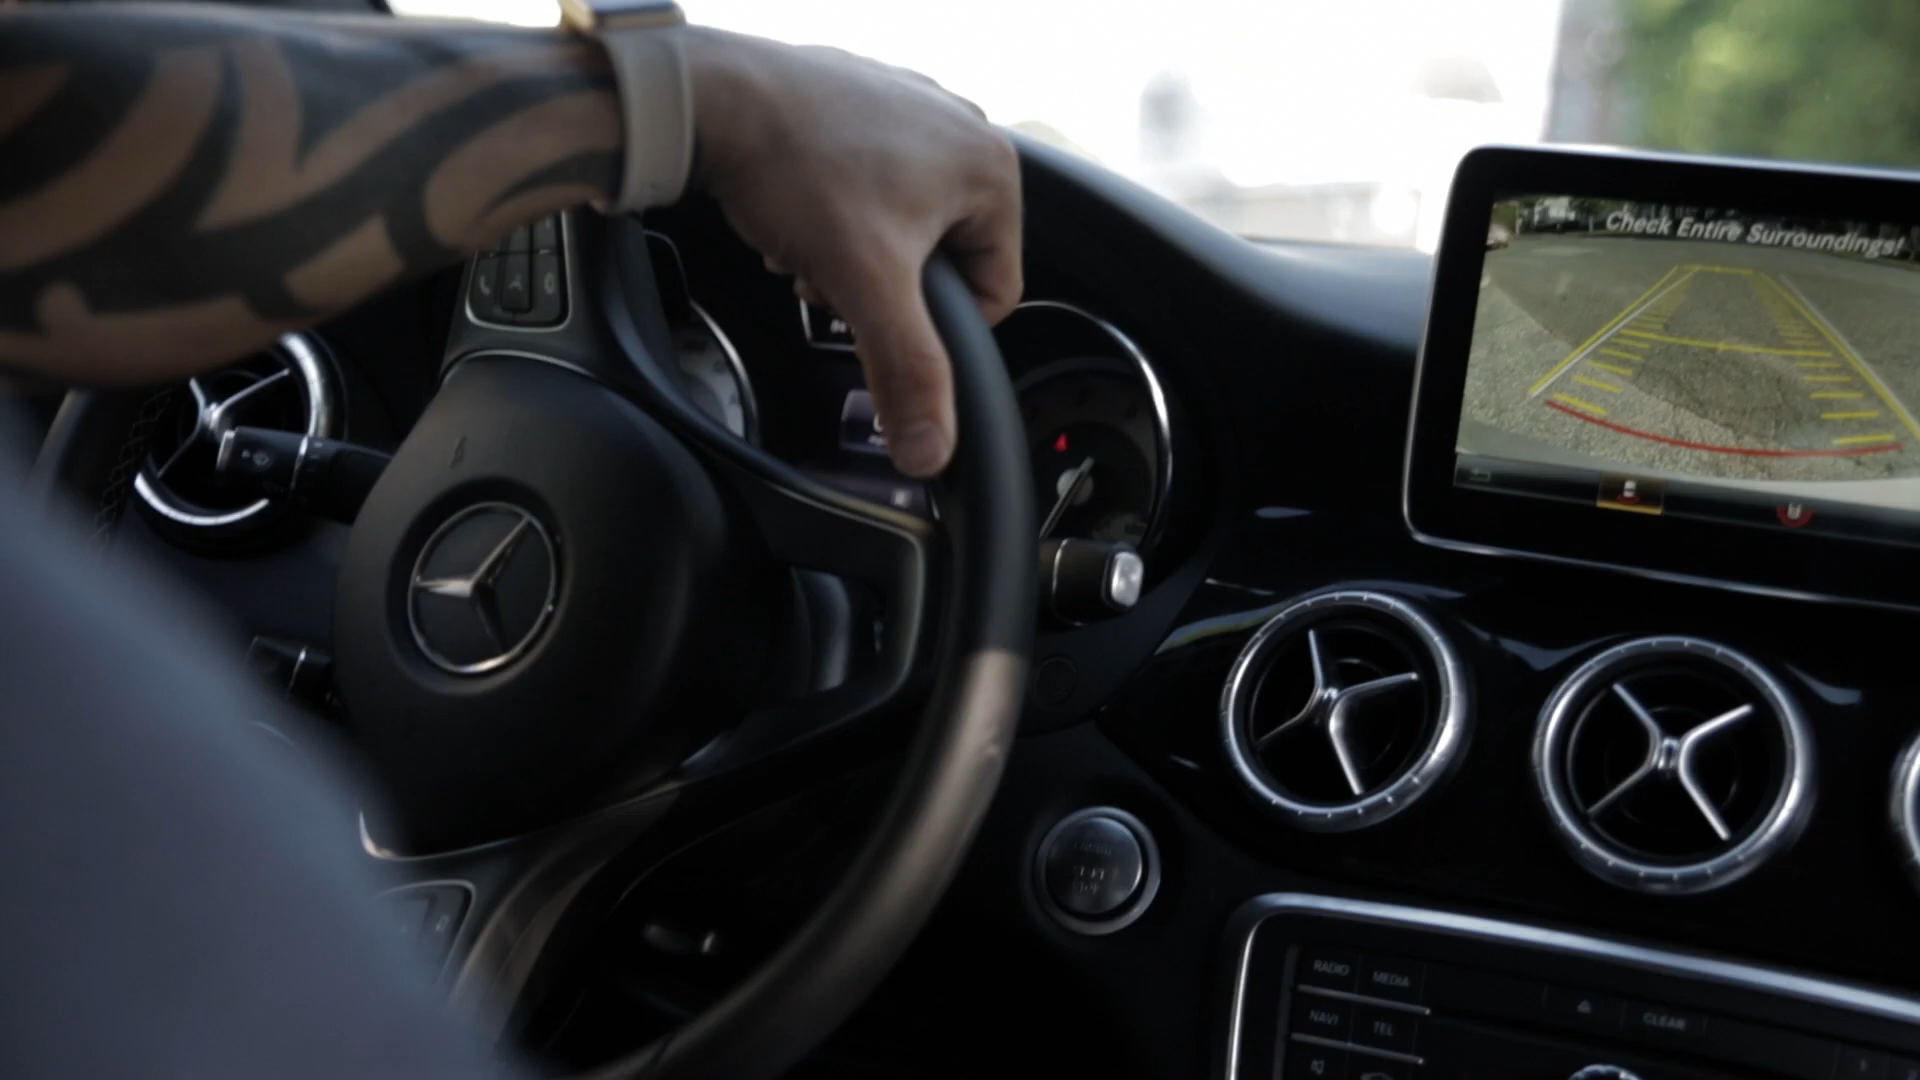 Check Entire Surroundings!
RADIO
MEDIA
NAVI
TEL
CLEAR